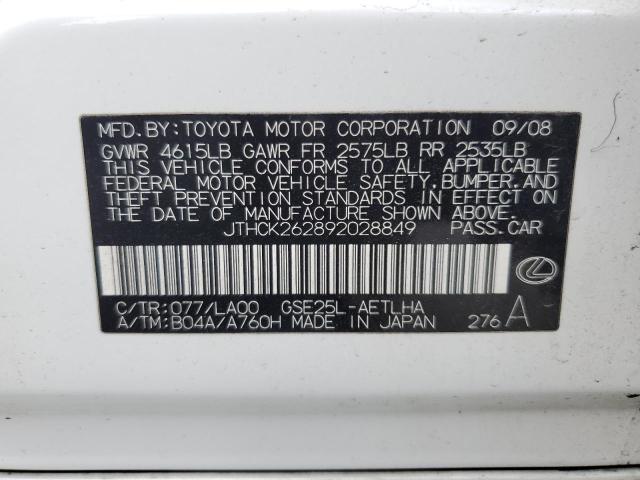 MFD.BY:TOYOTA MOTOR CORPORATION 09/08
GVWR 4615LB GAWR FR 2575LB RR 2535LB
THIS VEHICLE CONFORMS TO ALL APPLICABLE
FEDERAL MOTOR VEHICLE SAFETY,BUMPER,AND
THEFT PREVENTION STANDARDS IN EFFECT ON
THE DATE OF MANUFACTURE SHOWN ABOVE.
JTHCK262892028849 PASS.CAR
C/TR:077/LA00 GSE25L-AETLHA
A/TM:B04A/A760H MADE IN JAPAN 276 A